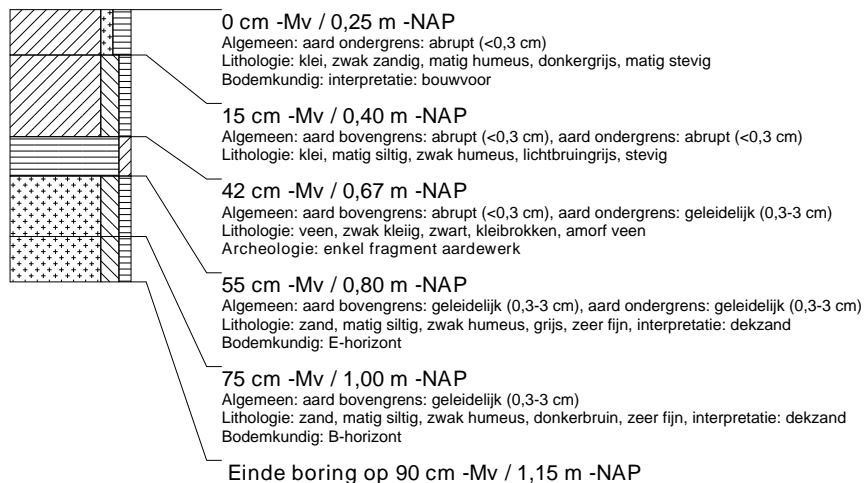 0 cm -Mv / 0,25 m -NAP
Algemeen: aard ondergrens: abrupt (<0,3 cm)
Lithologie: klei, zwak zandig, matig humeus, donkergrijs, matig stevig
Bodemkundig: interpretatie: bouwvoor
15 cm -Mv / 0,40 m -NAP
Algemeen: aard bovengrens: abrupt (<0,3 cm), aard ondergrens: abrupt (<0,3 cm)
Lithologie: klei, matig siltig, zwak humeus, lichtbruingrijs, stevig
42 cm -Mv / 0,67 m -NAP
Algemeen: aard bovengrens: abrupt (<0,3 cm), aard ondergrens: geleidelijk (0,3-3 cm)
Lithologie: veen, zwak kleiig, zwart, kleibrokken, amorf veen
Archeologie: enkel fragment aardewerk
55 cm -Mv / 0,80 m -NAP
Algemeen: aard bovengrens: geleidelijk (0,3-3 cm), aard ondergrens: geleidelijk (0,3-3 cm)
Lithologie: zand, matig siltig, zwak humeus, grijs, zeer fijn, interpretatie: dekzand
Bodemkundig: E-horizont
75 cm -Mv / 1,00 m -NAP
Algemeen: aard bovengrens: geleidelijk (0,3-3 cm)
Lithologie: zand, matig siltig, zwak humeus, donkerbruin, zeer fijn, interpretatie: dekzand
Bodemkundig: B-horizont
Einde boring op 90 cm -Mv / 1,15 m -NAP